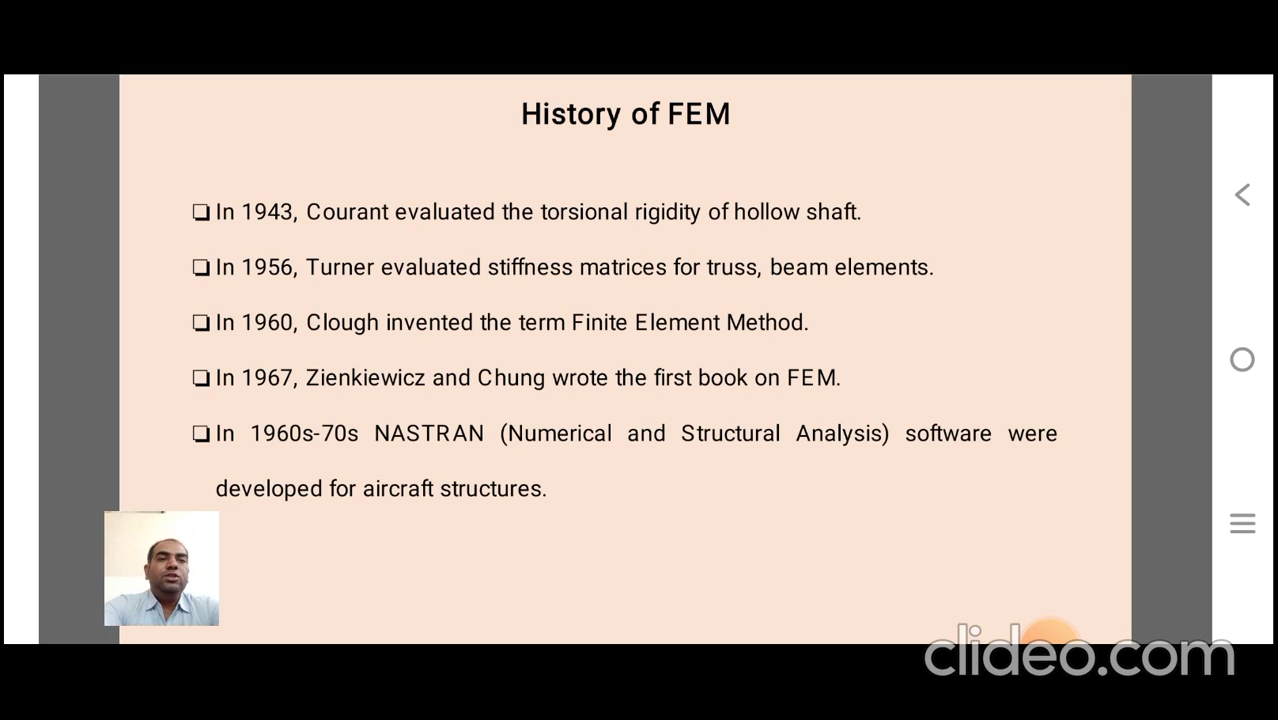 History of FEM
❑ In 1943, Courant evaluated the torsional rigidity of hollow shaft.
❑ In 1956, Turner evaluated stiffness matrices for truss, beam elements.
❑ In 1960, Clough invented the term Finite Element Method.
❑ In 1967, Zienkiewicz and Chung wrote the first book on FEM.
❑ In 1960s-70s NASTRAN (Numerical and Structural Analysis) software were
developed for aircraft structures.
clideo.com